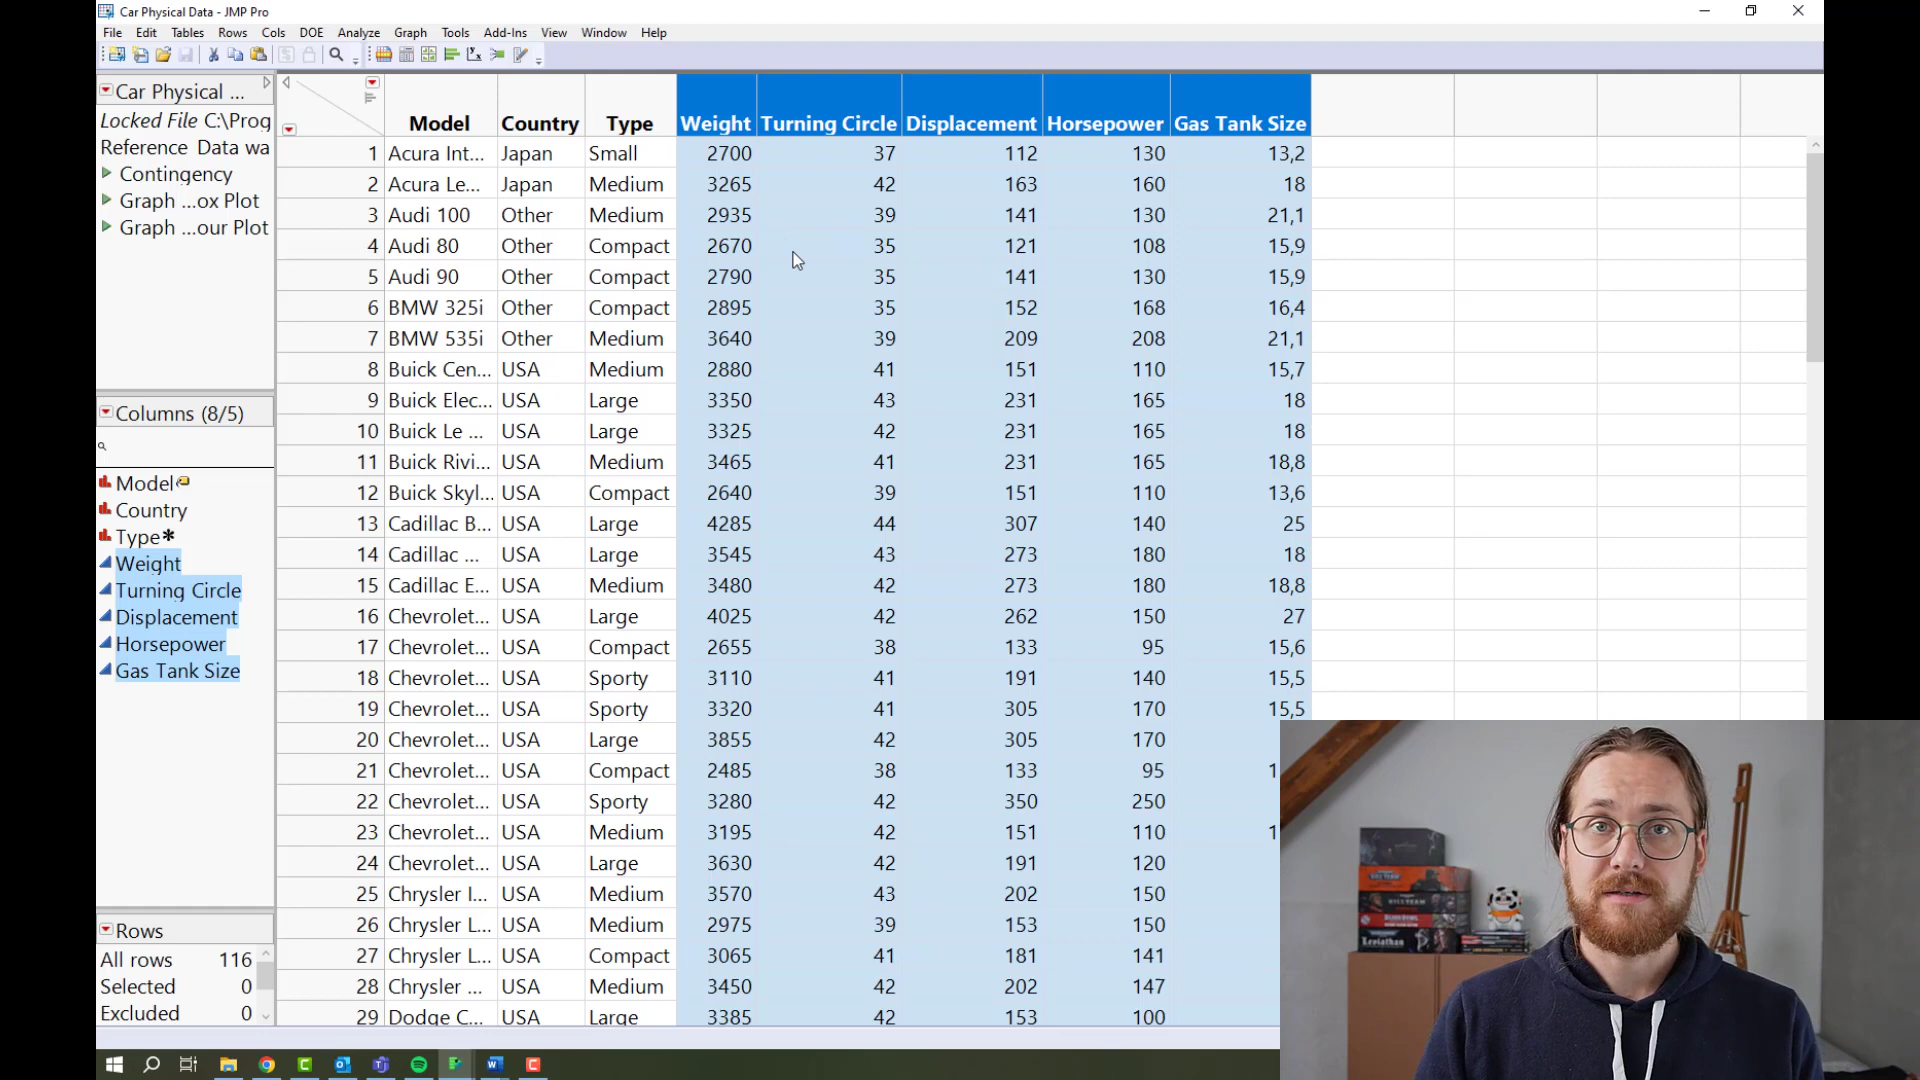 Car Physical Data - JMP Pro
File Edit Tables Rows Cols DOE Analyze Graph Tools Add-Ins View Window Help
Car Physical ...
Locked File C:\Prog
Reference Data wa
Contingency
Graph ...ox Plot
Graph ...our Plot
Columns (8/5)
Model
Country
Type*
Weight
Turning Circle
Displacement
Horsepower
Gas Tank Size
Rows
All rows 116
Selected 0
Excluded 0
Model Country Type Weight Turning Circle Displacement Horsepower Gas Tank Size
1 Acura Int... Japan Small 2700 37 112 130 13,2
2 Acura Le... Japan Medium 3265 42 163 160 18
3 Audi 100 Other Medium 2935 39 141 130 21,1
4 Audi 80 Other Compact 2670 35 121 108 15,9
5 Audi 90 Other Compact 2790 35 141 130 15,9
6 BMW 325i Other Compact 2895 35 152 168 16,4
7 BMW 535i Other Medium 3640 39 209 208 21,1
8 Buick Cen... USA Medium 2880 41 151 110 15,7
9 Buick Elec... USA Large 3350 43 231 165 18
10 Buick Le ... USA Large 3325 42 231 165 18
11 Buick Rivi... USA Medium 3465 41 231 165 18,8
12 Buick Skyl... USA Compact 2640 39 151 110 13,6
13 Cadillac B... USA Large 4285 44 307 140 25
14 Cadillac ... USA Large 3545 43 273 180 18
15 Cadillac E... USA Medium 3480 42 273 180 18,8
16 Chevrolet... USA Large 4025 42 262 150 27
17 Chevrolet... USA Compact 2655 38 133 95 15,6
18 Chevrolet... USA Sporty 3110 41 191 140 15,5
19 Chevrolet... USA Sporty 3320 41 305 170 15,5
20 Chevrolet... USA Large 3855 42 305 170
21 Chevrolet... USA Compact 2485 38 133 95 1
22 Chevrolet... USA Sporty 3280 42 350 250
23 Chevrolet... USA Medium 3195 42 151 110 1
24 Chevrolet... USA Large 3630 42 191 120
25 Chrysler I... USA Medium 3570 43 202 150
26 Chrysler L... USA Medium 2975 39 153 150
27 Chrysler L... USA Compact 3065 41 181 141
28 Chrysler ... USA Medium 3450 42 202 147
29 Dodge C... USA Large 3385 42 153 100
Leviathan